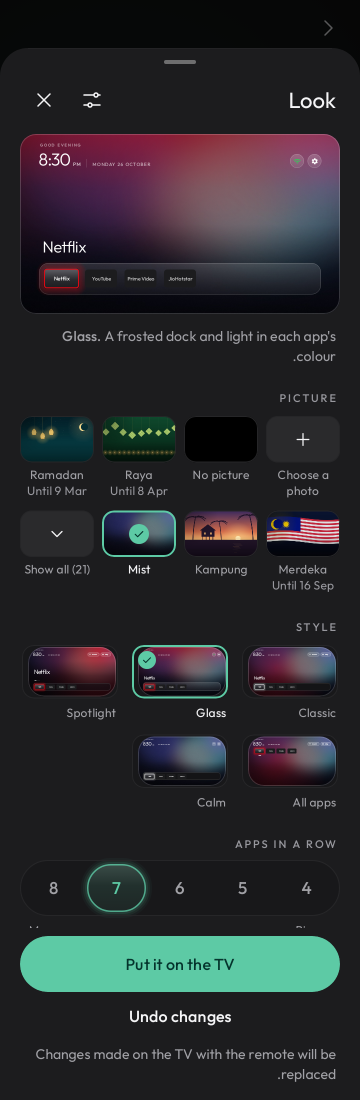 Look
GOOD EVENING
8:30 PM MONDAY 26 OCTOBER
Netflix
Netflix YouTube Prime Video JioHotstar
Glass. A frosted dock and light in each app's
.colour
PICTURE
Choose a photo
No picture
Raya
Until 8 Apr
Ramadan
Until 9 Mar
Merdeka
Until 16 Sep
Kampung
Mist
Show all (21)
STYLE
Classic
Glass
Spotlight
All apps
Calm
APPS IN A ROW
8 7 6 5 4
Put it on the TV
Undo changes
Changes made on the TV with the remote will be
.replaced